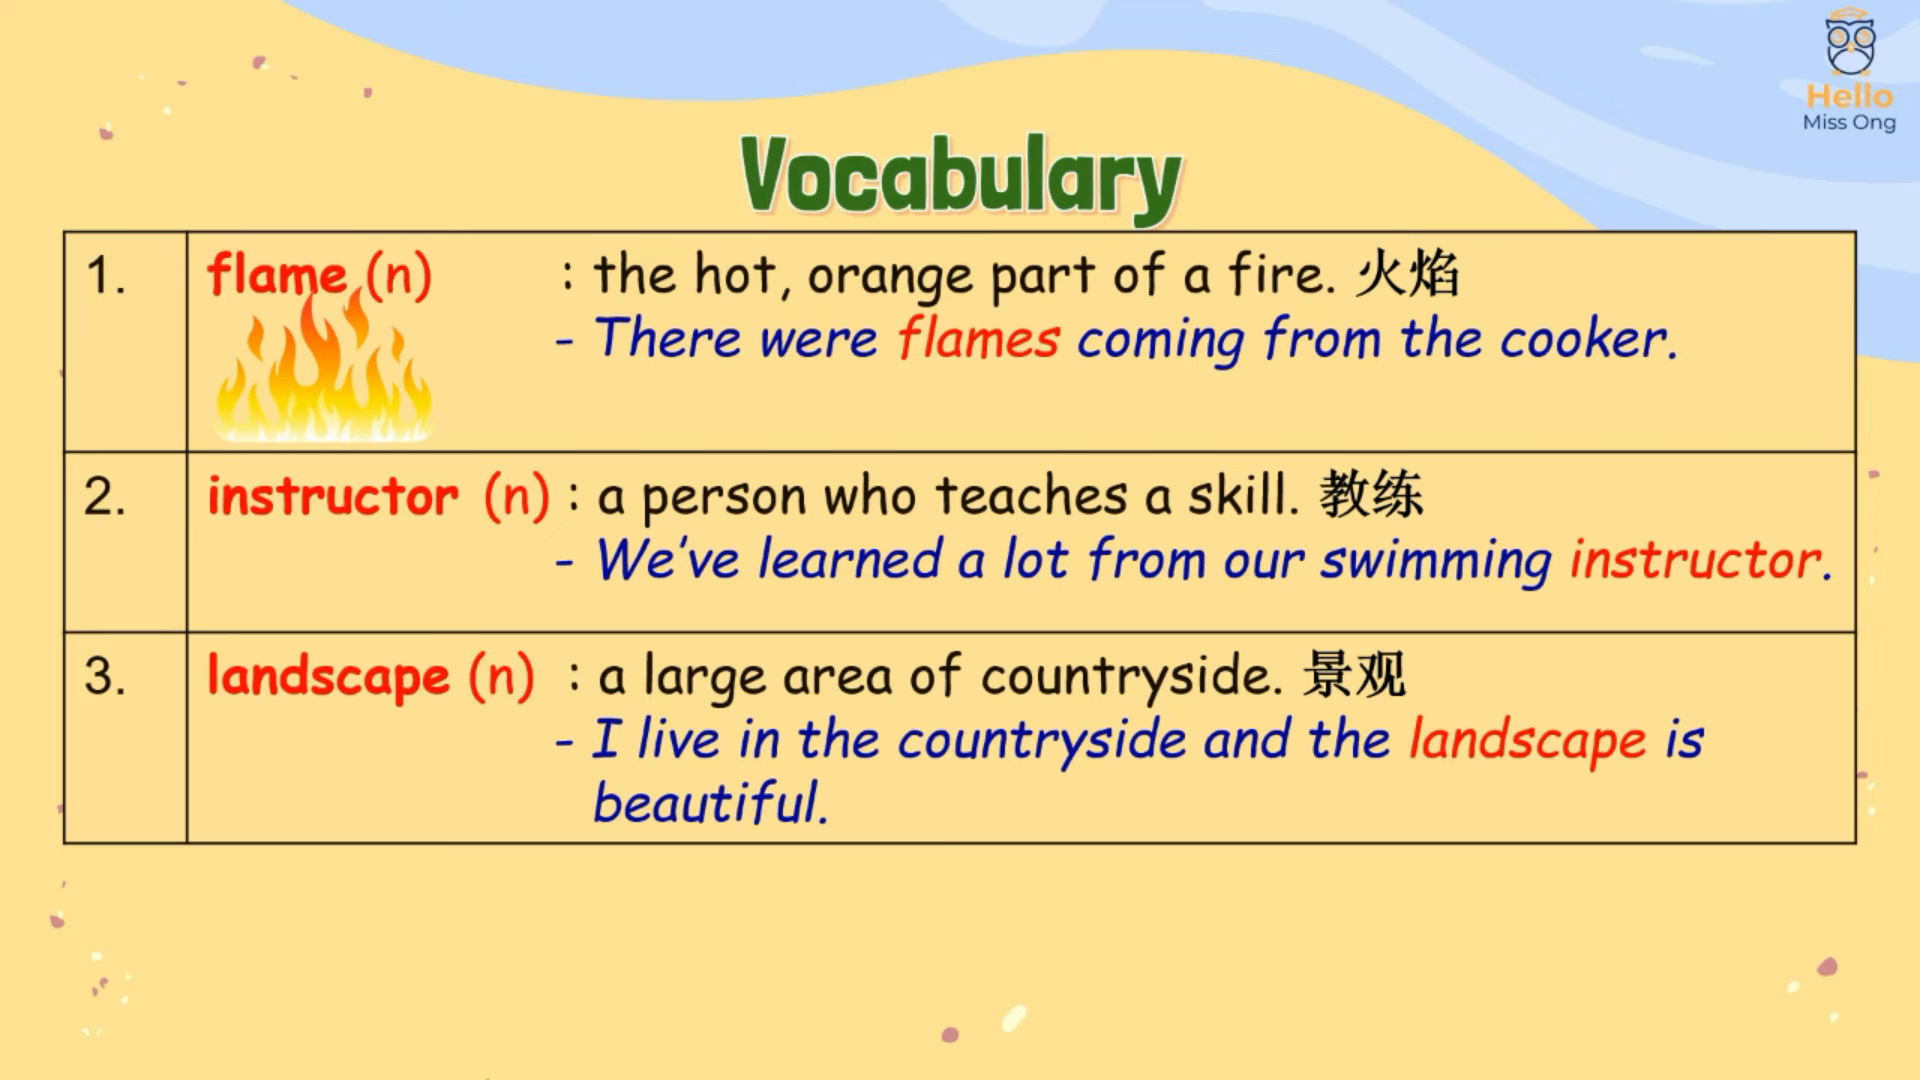 Hello
Miss Ong
Vocabulary
1. flame (n) : the hot, orange part of a fire. 火焰
- There were flames coming from the cooker.
2. instructor (n) : a person who teaches a skill. 教练
- We've learned a lot from our swimming instructor.
3. landscape (n) : a large area of countryside. 景观
- I live in the countryside and the landscape is
beautiful.